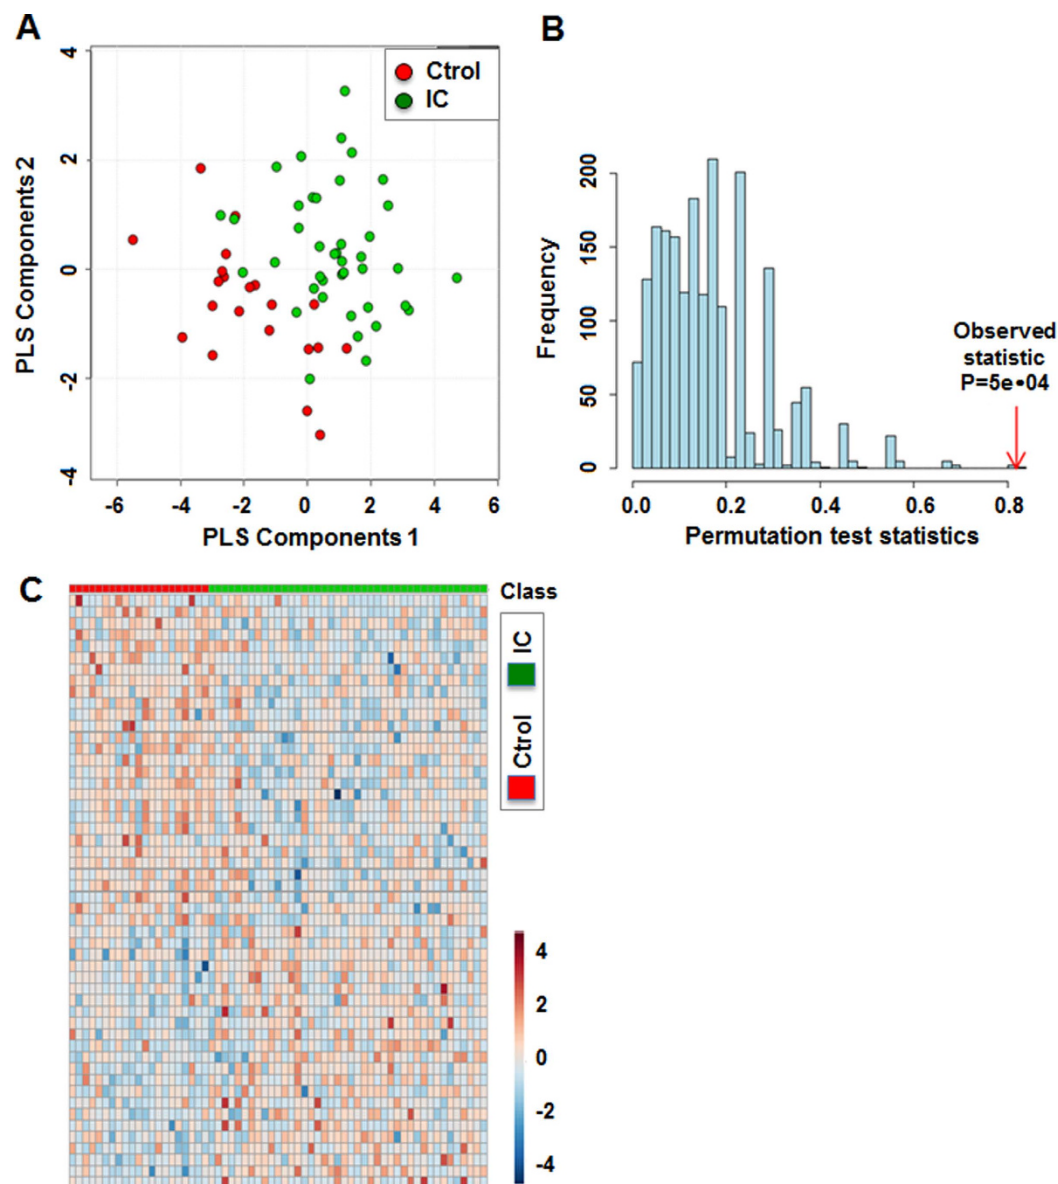 A
Ctrol
IC
PLS Components 2
4
2
0
-2
-4
-6
-4
-2
0
2
4
6
PLS Components 1
B
Frequency
200
150
100
50
0
Observed
statistic
P=5e•04
0.0
0.2
0.4
0.6
0.8
Permutation test statistics
C
Class
IC
Ctrol
4
2
0
-2
-4